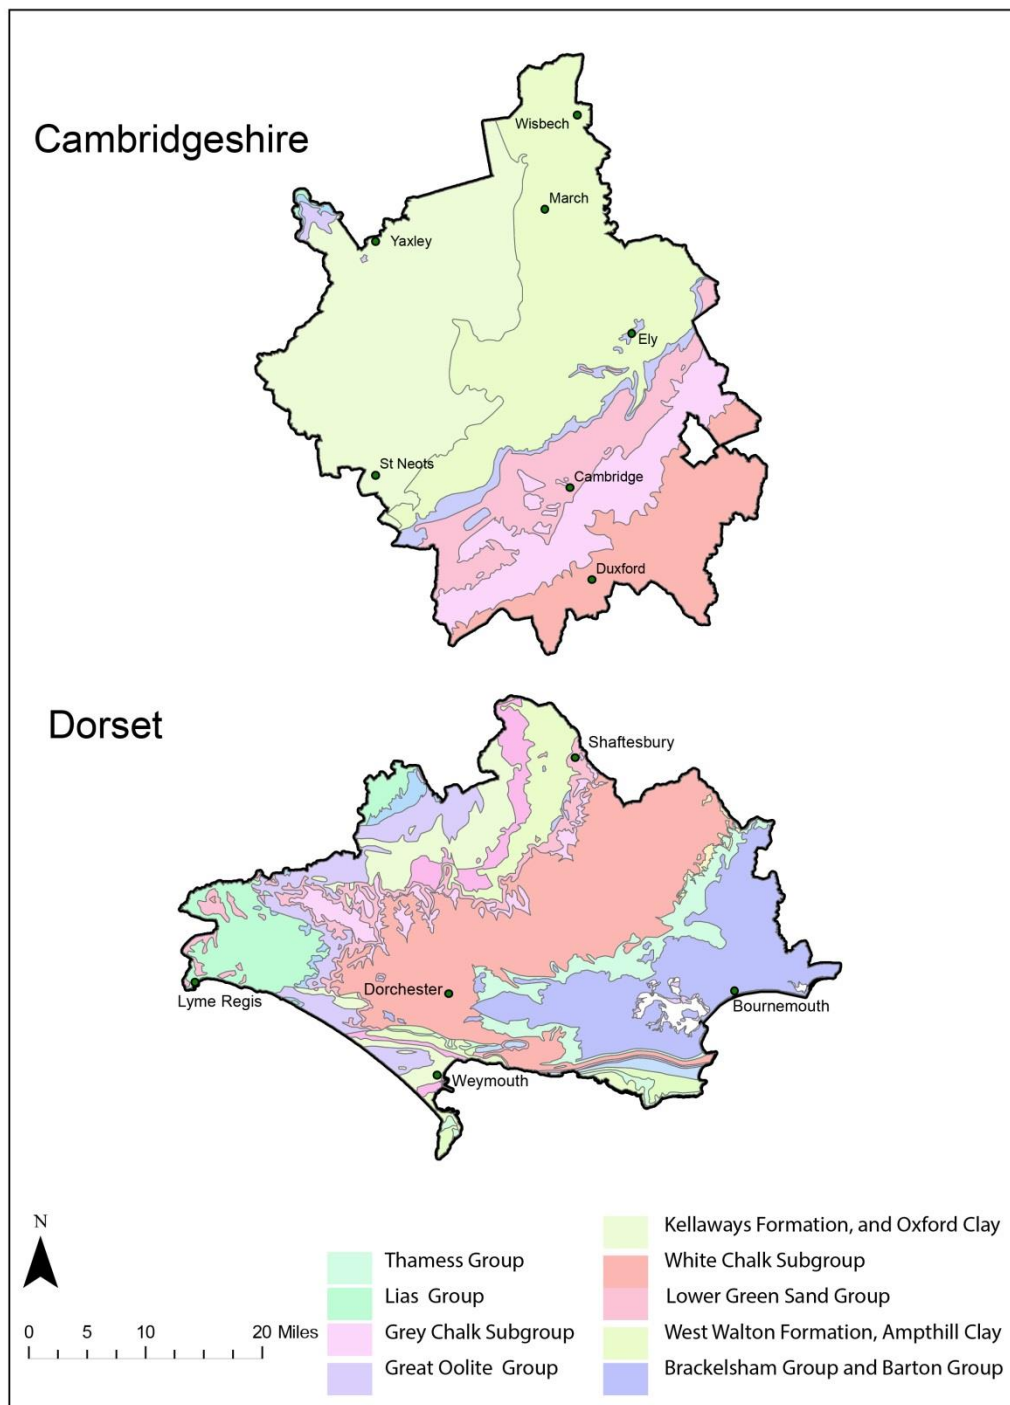 Cambridgeshire
Wisbech
March
Yaxley
Ely
St Neots
Cambridge
Duxford
Dorset
Shaftesbury
Lyme Regis
Dorchester
Bournemouth
Weymouth
N
0 5 10 20 Miles
Thamess Group
Lias Group
Grey Chalk Subgroup
Great Oolite Group
Kellaways Formation, and Oxford Clay
White Chalk Subgroup
Lower Green Sand Group
West Walton Formation, Ampthill Clay
Brackelsham Group and Barton Group